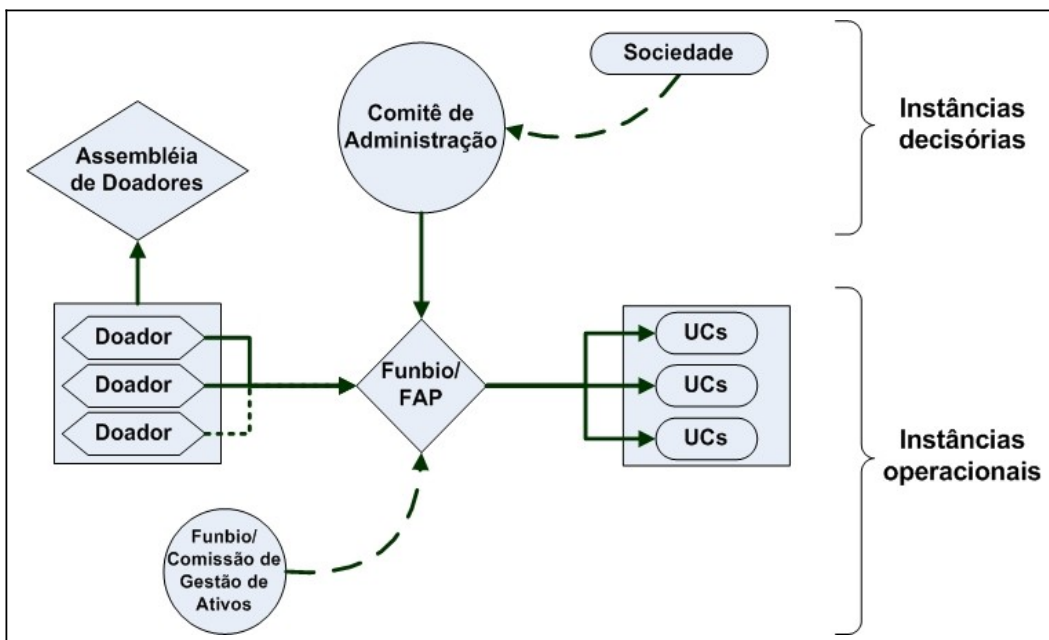 Sociedade
Comitê de
Administração
Instâncias
decisórias
Assembléia
de Doadores
Doador
Doador
Doador
Funbio/
FAP
UCs
UCs
UCs
Instâncias
operacionais
Funbio/
Comissão de
Gestão de
Ativos